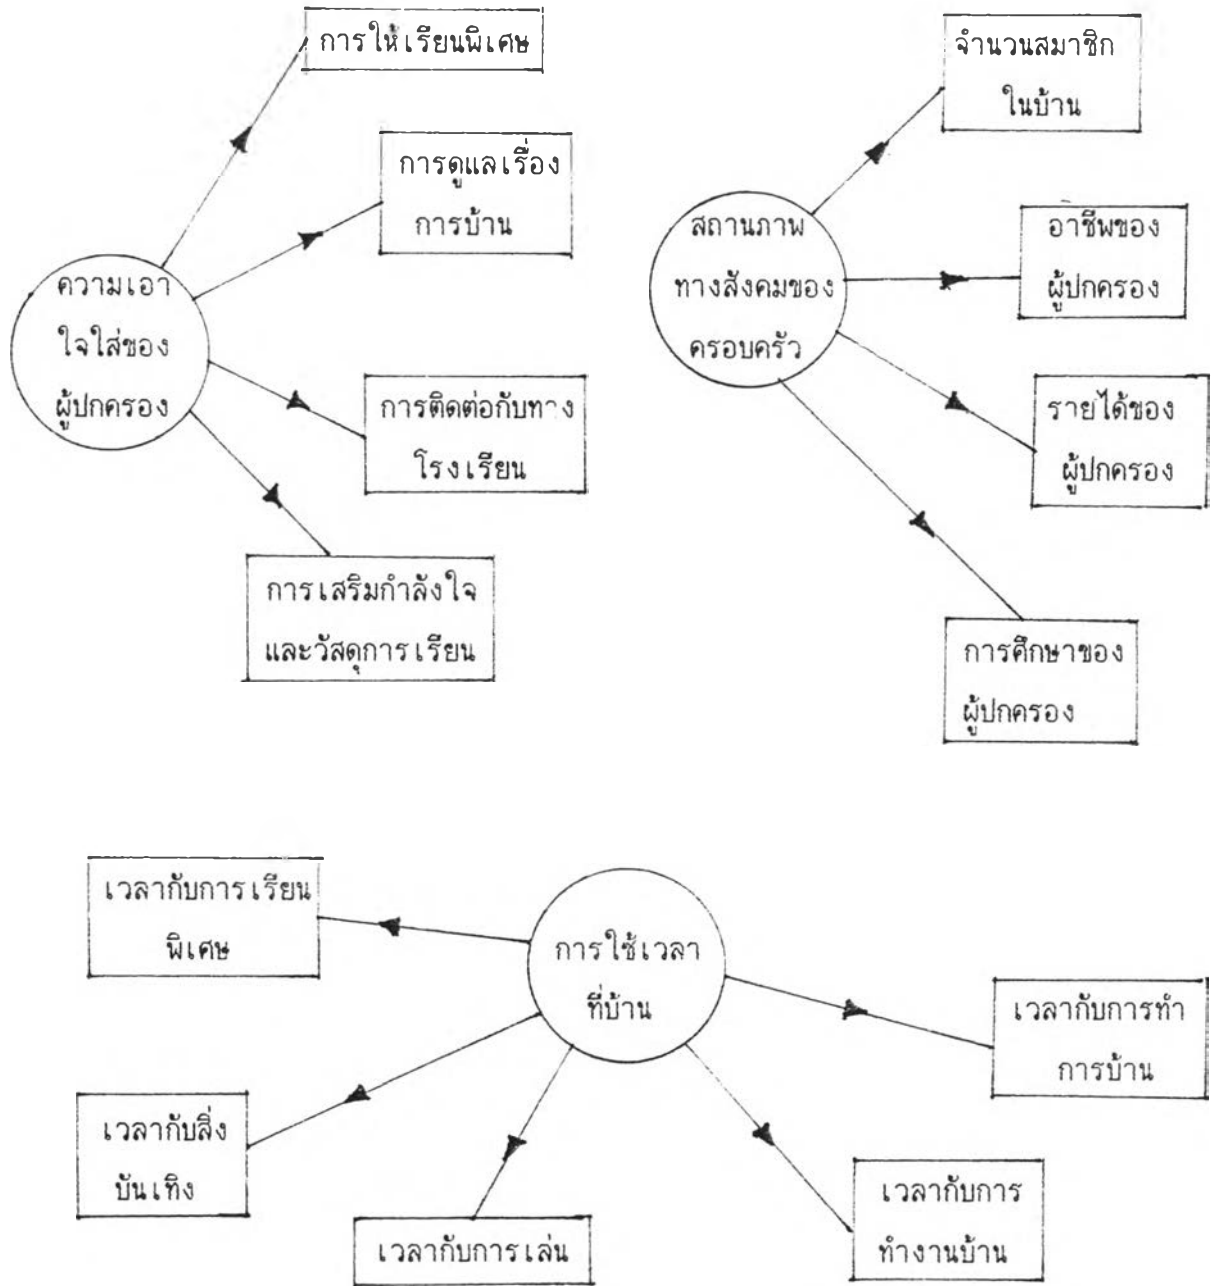 การให้เรียนพิเศษ
การดูแลเรื่อง
การบ้าน
ความเอา
ใจใส่ของ
ผู้ปกครอง
การติดต่อกับทาง
โรงเรียน
การเสริมกำลังใจ
และวัสดุการเรียน
จำนวนสมาชิก
ในบ้าน
สถานภาพ
ทางสังคมของ
ครอบครัว
อาชีพของ
ผู้ปกครอง
รายได้ของ
ผู้ปกครอง
การศึกษาของ
ผู้ปกครอง
เวลากับการเรียน
พิเศษ
การใช้เวลา
ที่บ้าน
เวลากับการทำ
การบ้าน
เวลากับสิ่ง
บันเทิง
เวลากับการเล่น
เวลากับการ
ทำงานบ้าน